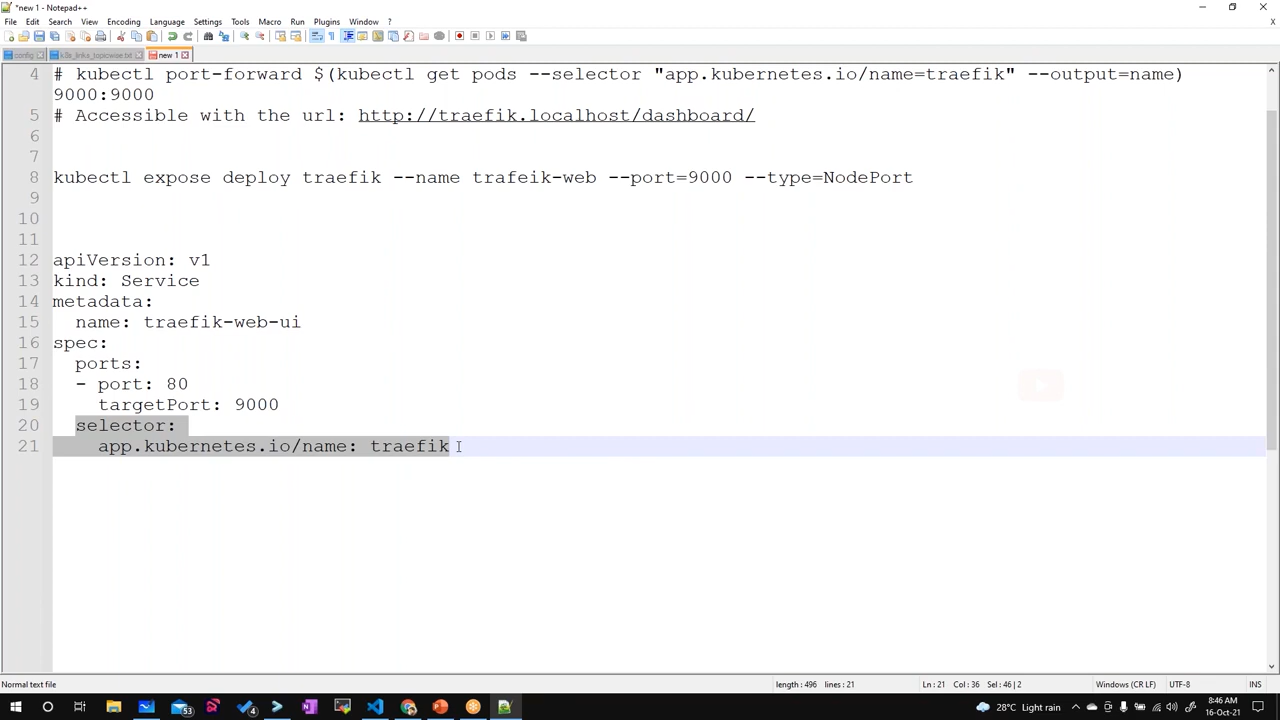 *new 1 - Notepad++
File Edit Search View Encoding Language Settings Tools Macro Run Plugins Window ?
config k3s_links_topicwise.txt new 1
4 # kubectl port-forward $(kubectl get pods --selector "app.kubernetes.io/name=traefik" --output=name)
9000:9000
5 # Accessible with the url: http://traefik.localhost/dashboard/
6
7
8 kubectl expose deploy traefik --name trafeik-web --port=9000 --type=NodePort
9
10
11
12 apiVersion: v1
13 kind: Service
14 metadata:
15   name: traefik-web-ui
16 spec:
17   ports:
18   - port: 80
19     targetPort: 9000
20   selector:
21     app.kubernetes.io/name: traefik
Normal text file length : 496 lines : 21 Ln : 21 Col : 36 Sel : 46 | 2 Windows (CR LF) UTF-8 INS
53 28°C Light rain 8:46 AM
16-Oct-21